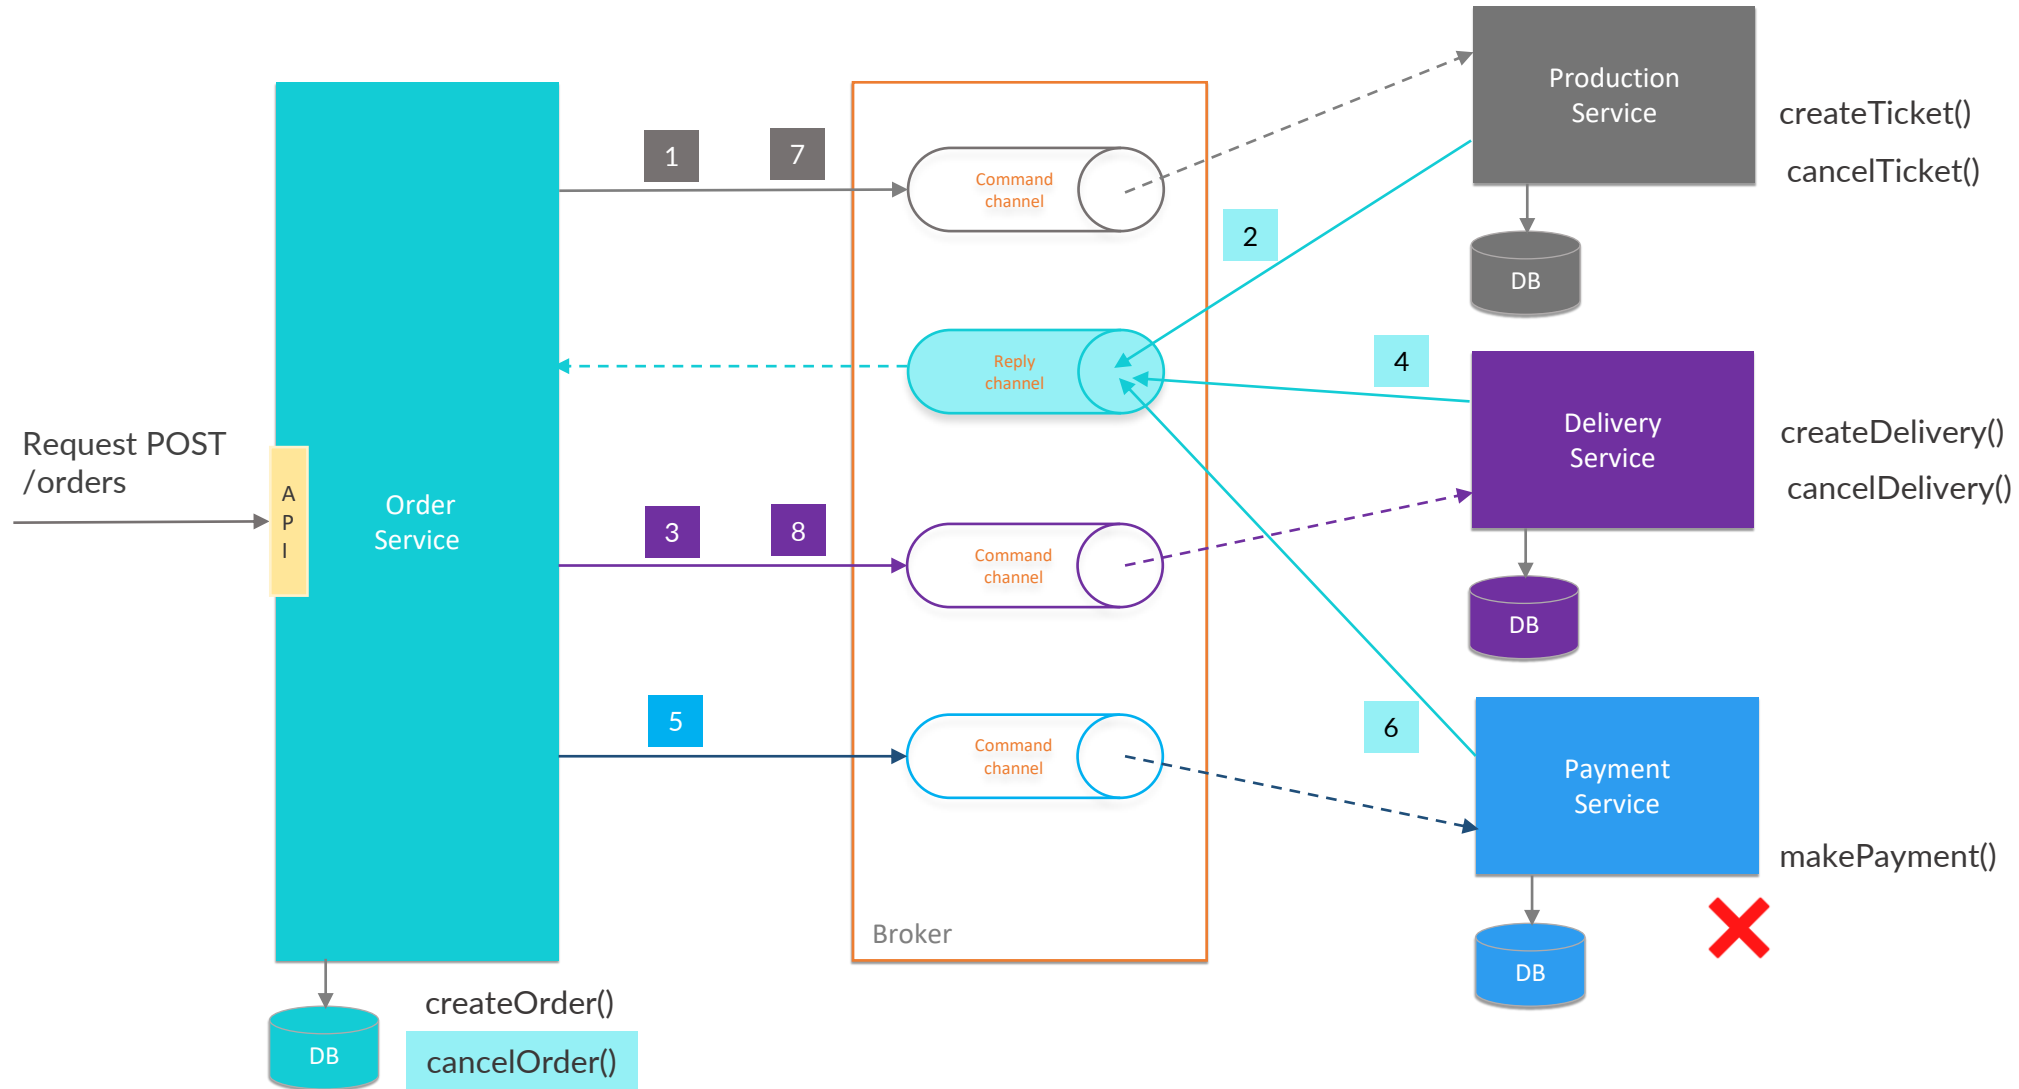 Request POST
/orders
A
P
I
Order
Service
DB
createOrder()
cancelOrder()
1
7
3
8
5
Command
channel
Reply
channel
Command
channel
Command
channel
Broker
2
4
6
Production
Service
createTicket()
cancelTicket()
DB
Delivery
Service
createDelivery()
cancelDelivery()
DB
Payment
Service
makePayment()
DB